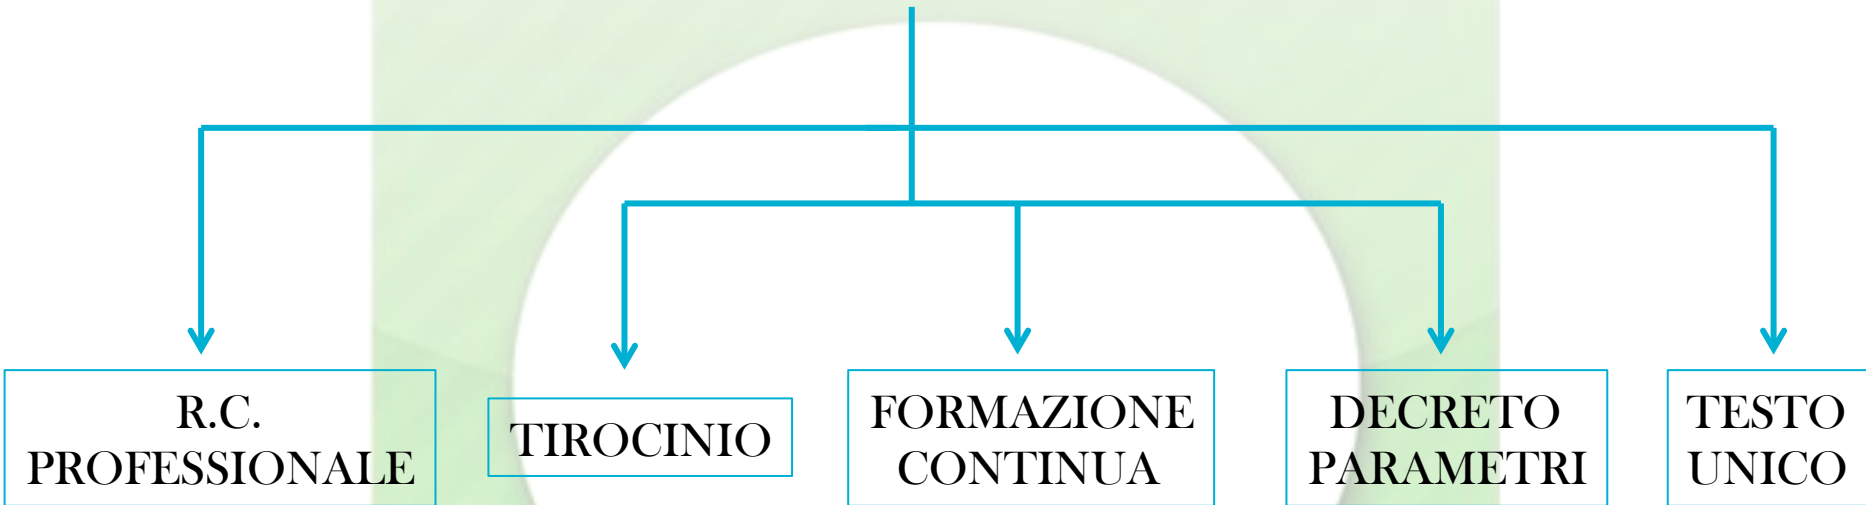 R.C.
PROFESSIONALE
TIROCINIO
FORMAZIONE
CONTINUA
DECRETO
PARAMETRI
TESTO
UNICO